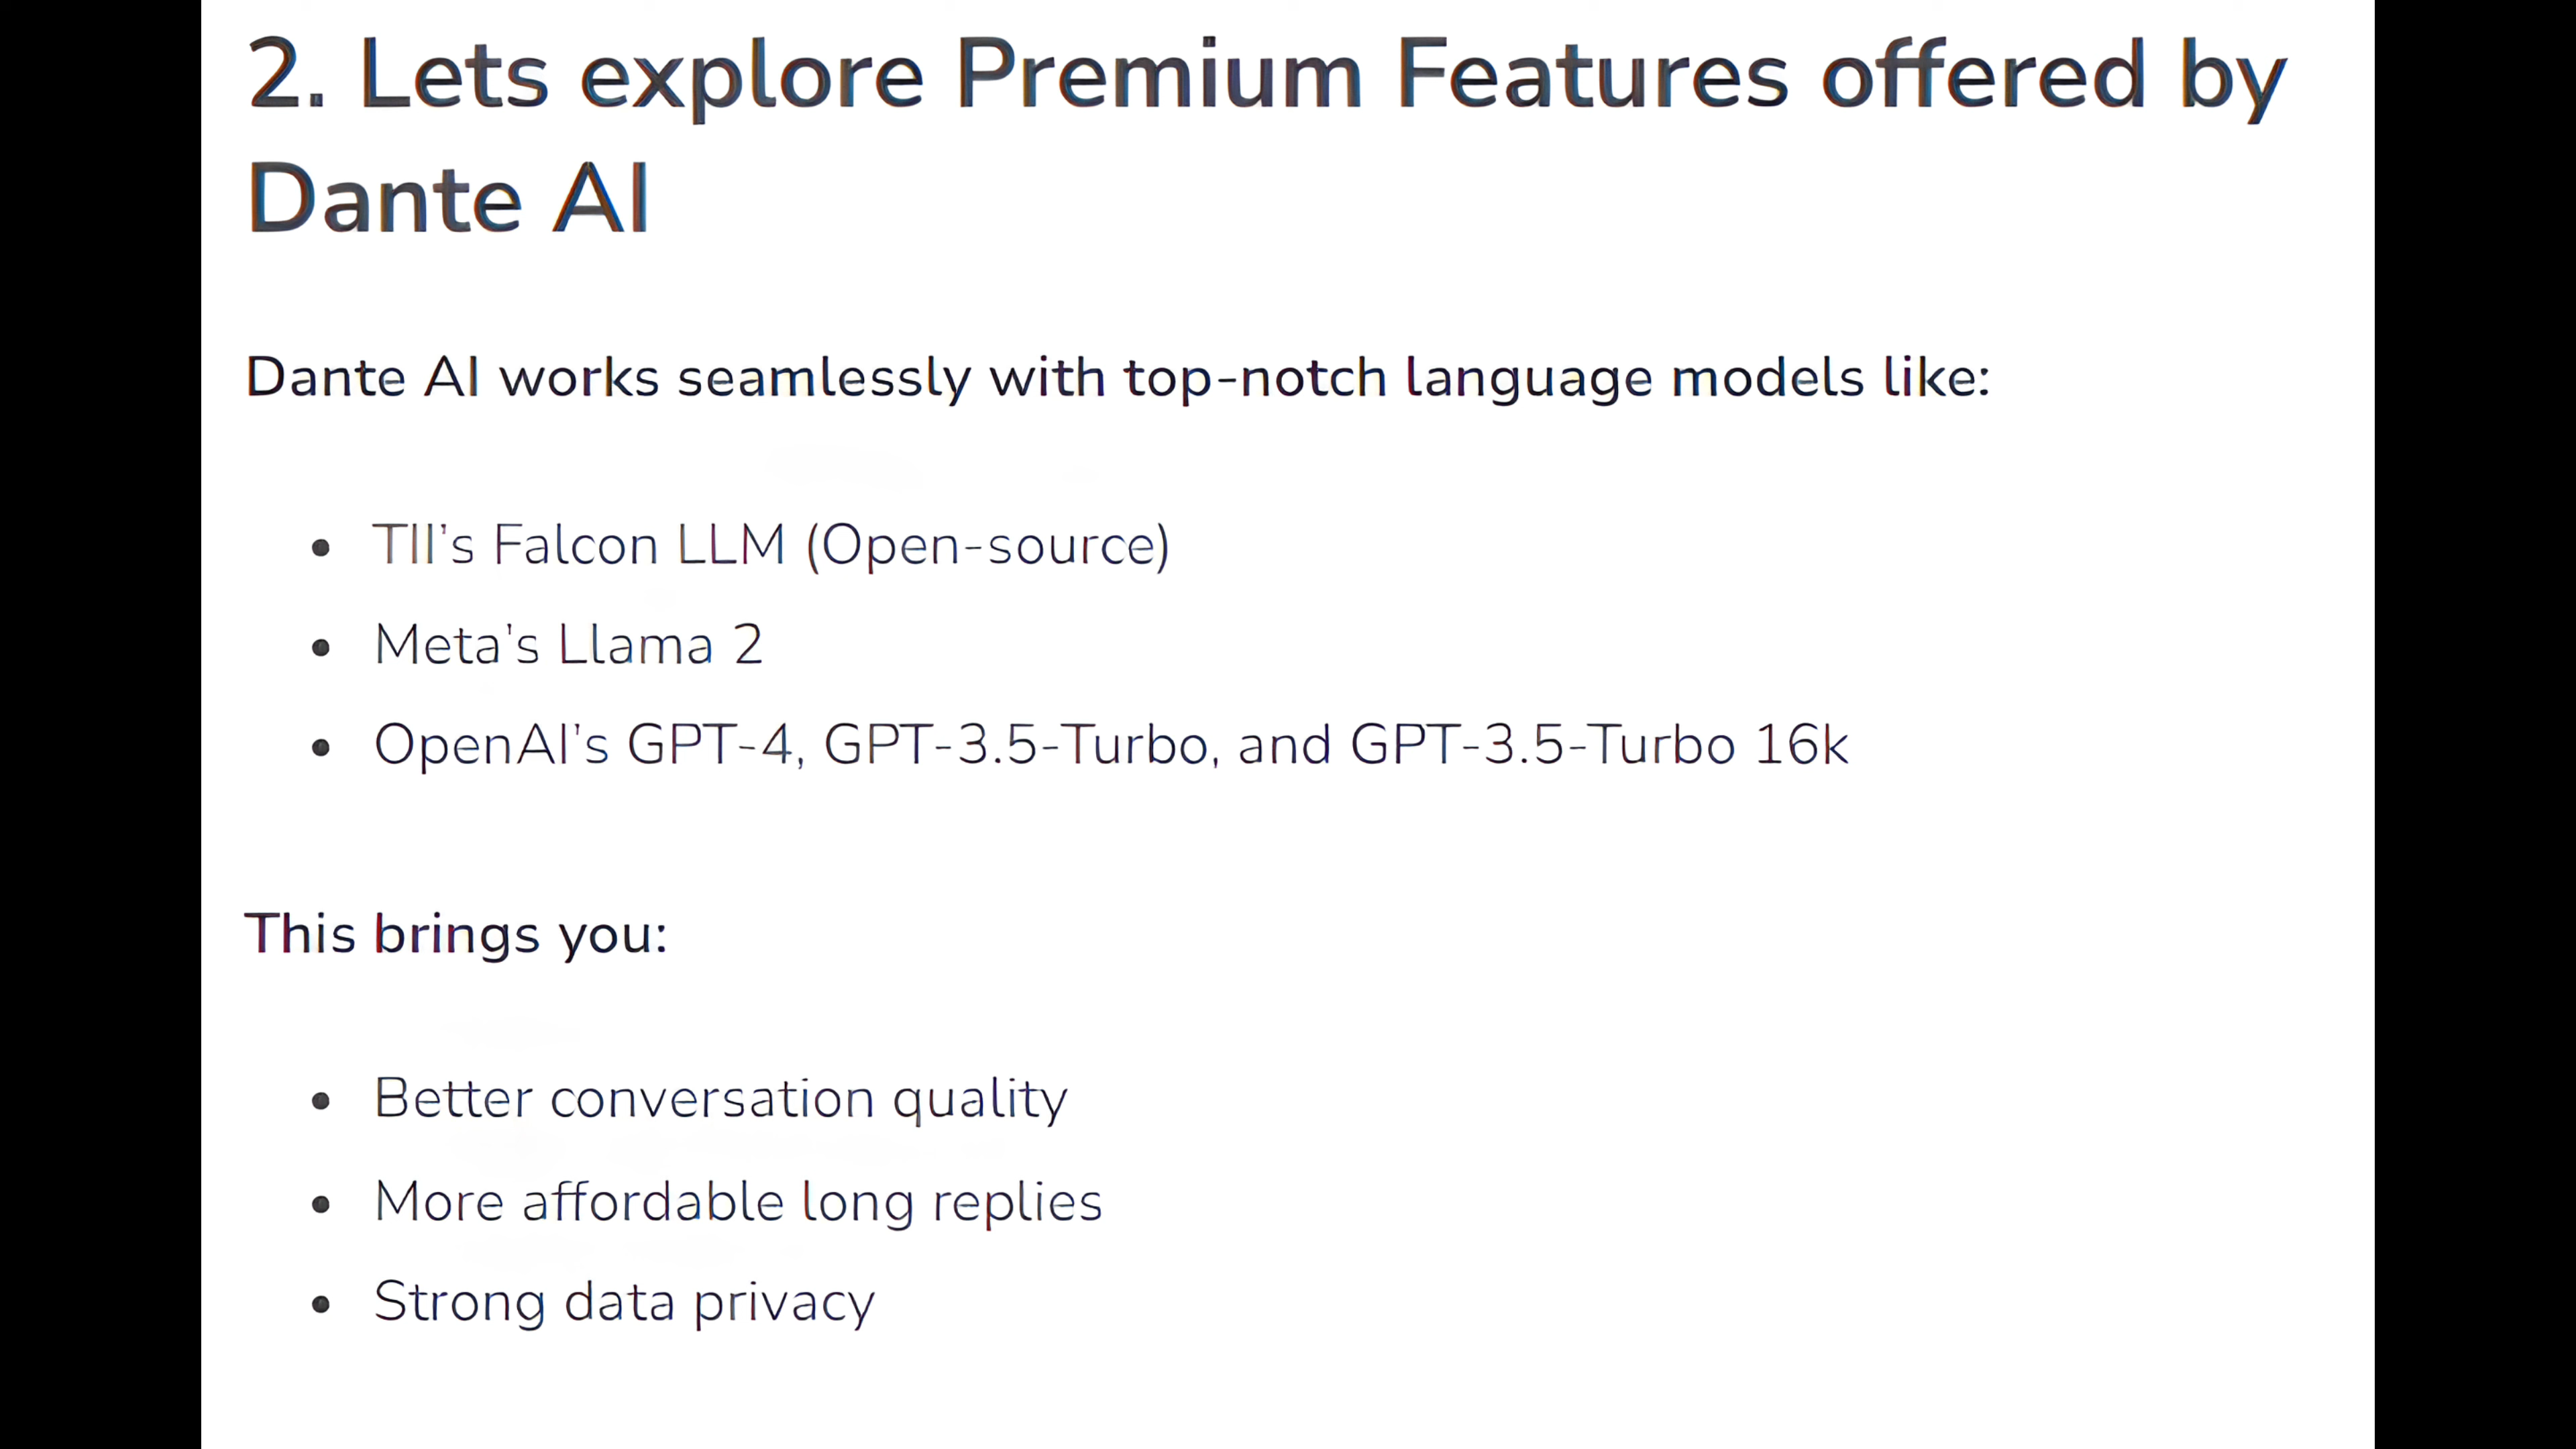 2. Lets explore Premium Features offered by
Dante AI
Dante AI works seamlessly with top-notch language models like:
• TII's Falcon LLM (Open-source)
• Meta's Llama 2
• OpenAI's GPT-4, GPT-3.5-Turbo, and GPT-3.5-Turbo 16k
This brings you:
• Better conversation quality
• More affordable long replies
• Strong data privacy